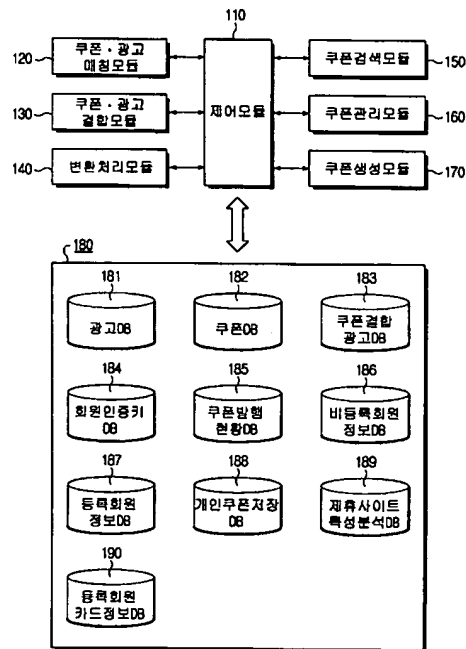 110
120
쿠폰·광고
매칭모듈
130
쿠폰·광고
결합모듈
140
변환처리모듈
제어모듈
쿠폰검색모듈
150
쿠폰관리모듈
160
쿠폰생성모듈
170
180
181
광고DB
182
쿠폰DB
183
쿠폰결합
광고DB
184
회원인증키
DB
185
쿠폰발행
현황DB
186
비등록회원
정보DB
187
등록회원
정보DB
188
개인쿠폰저장
DB
189
제휴사이트
특성분석DB
190
등록회원
카드정보DB